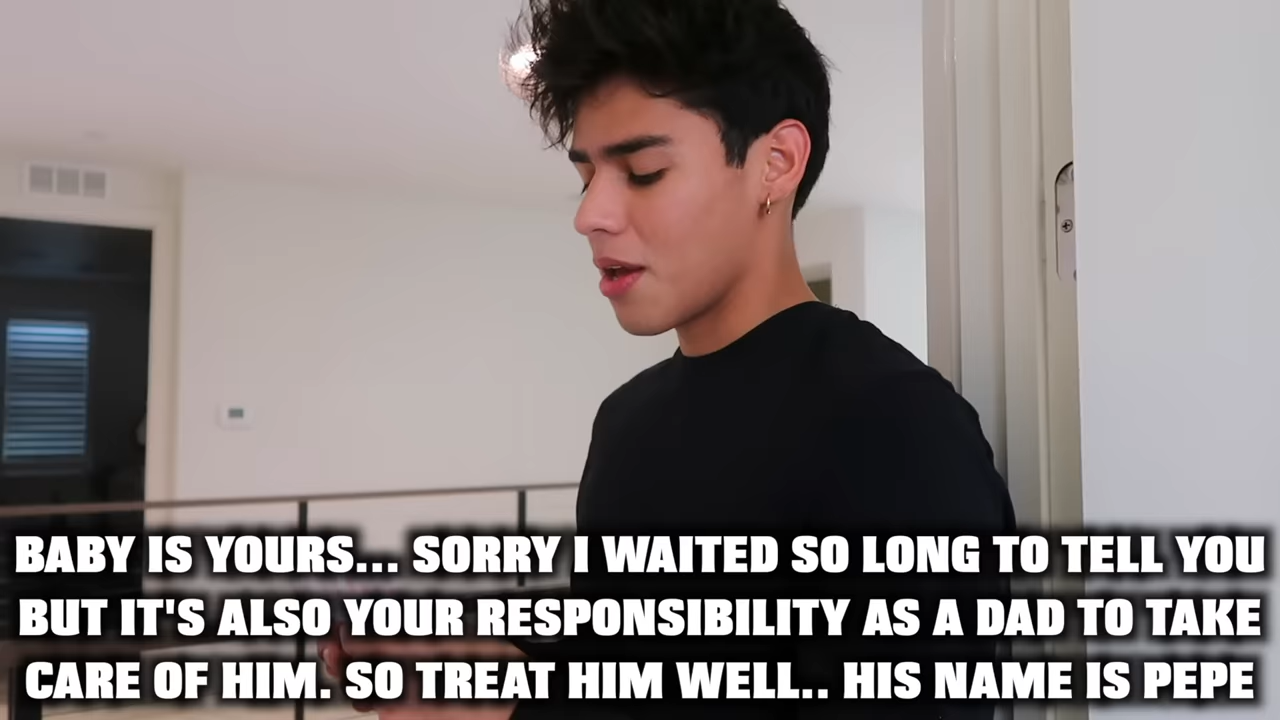 BABY IS YOURS... SORRY I WAITED SO LONG TO TELL YOU
BUT IT'S ALSO YOUR RESPONSIBILITY AS A DAD TO TAKE
CARE OF HIM. SO TREAT HIM WELL.. HIS NAME IS PEPE